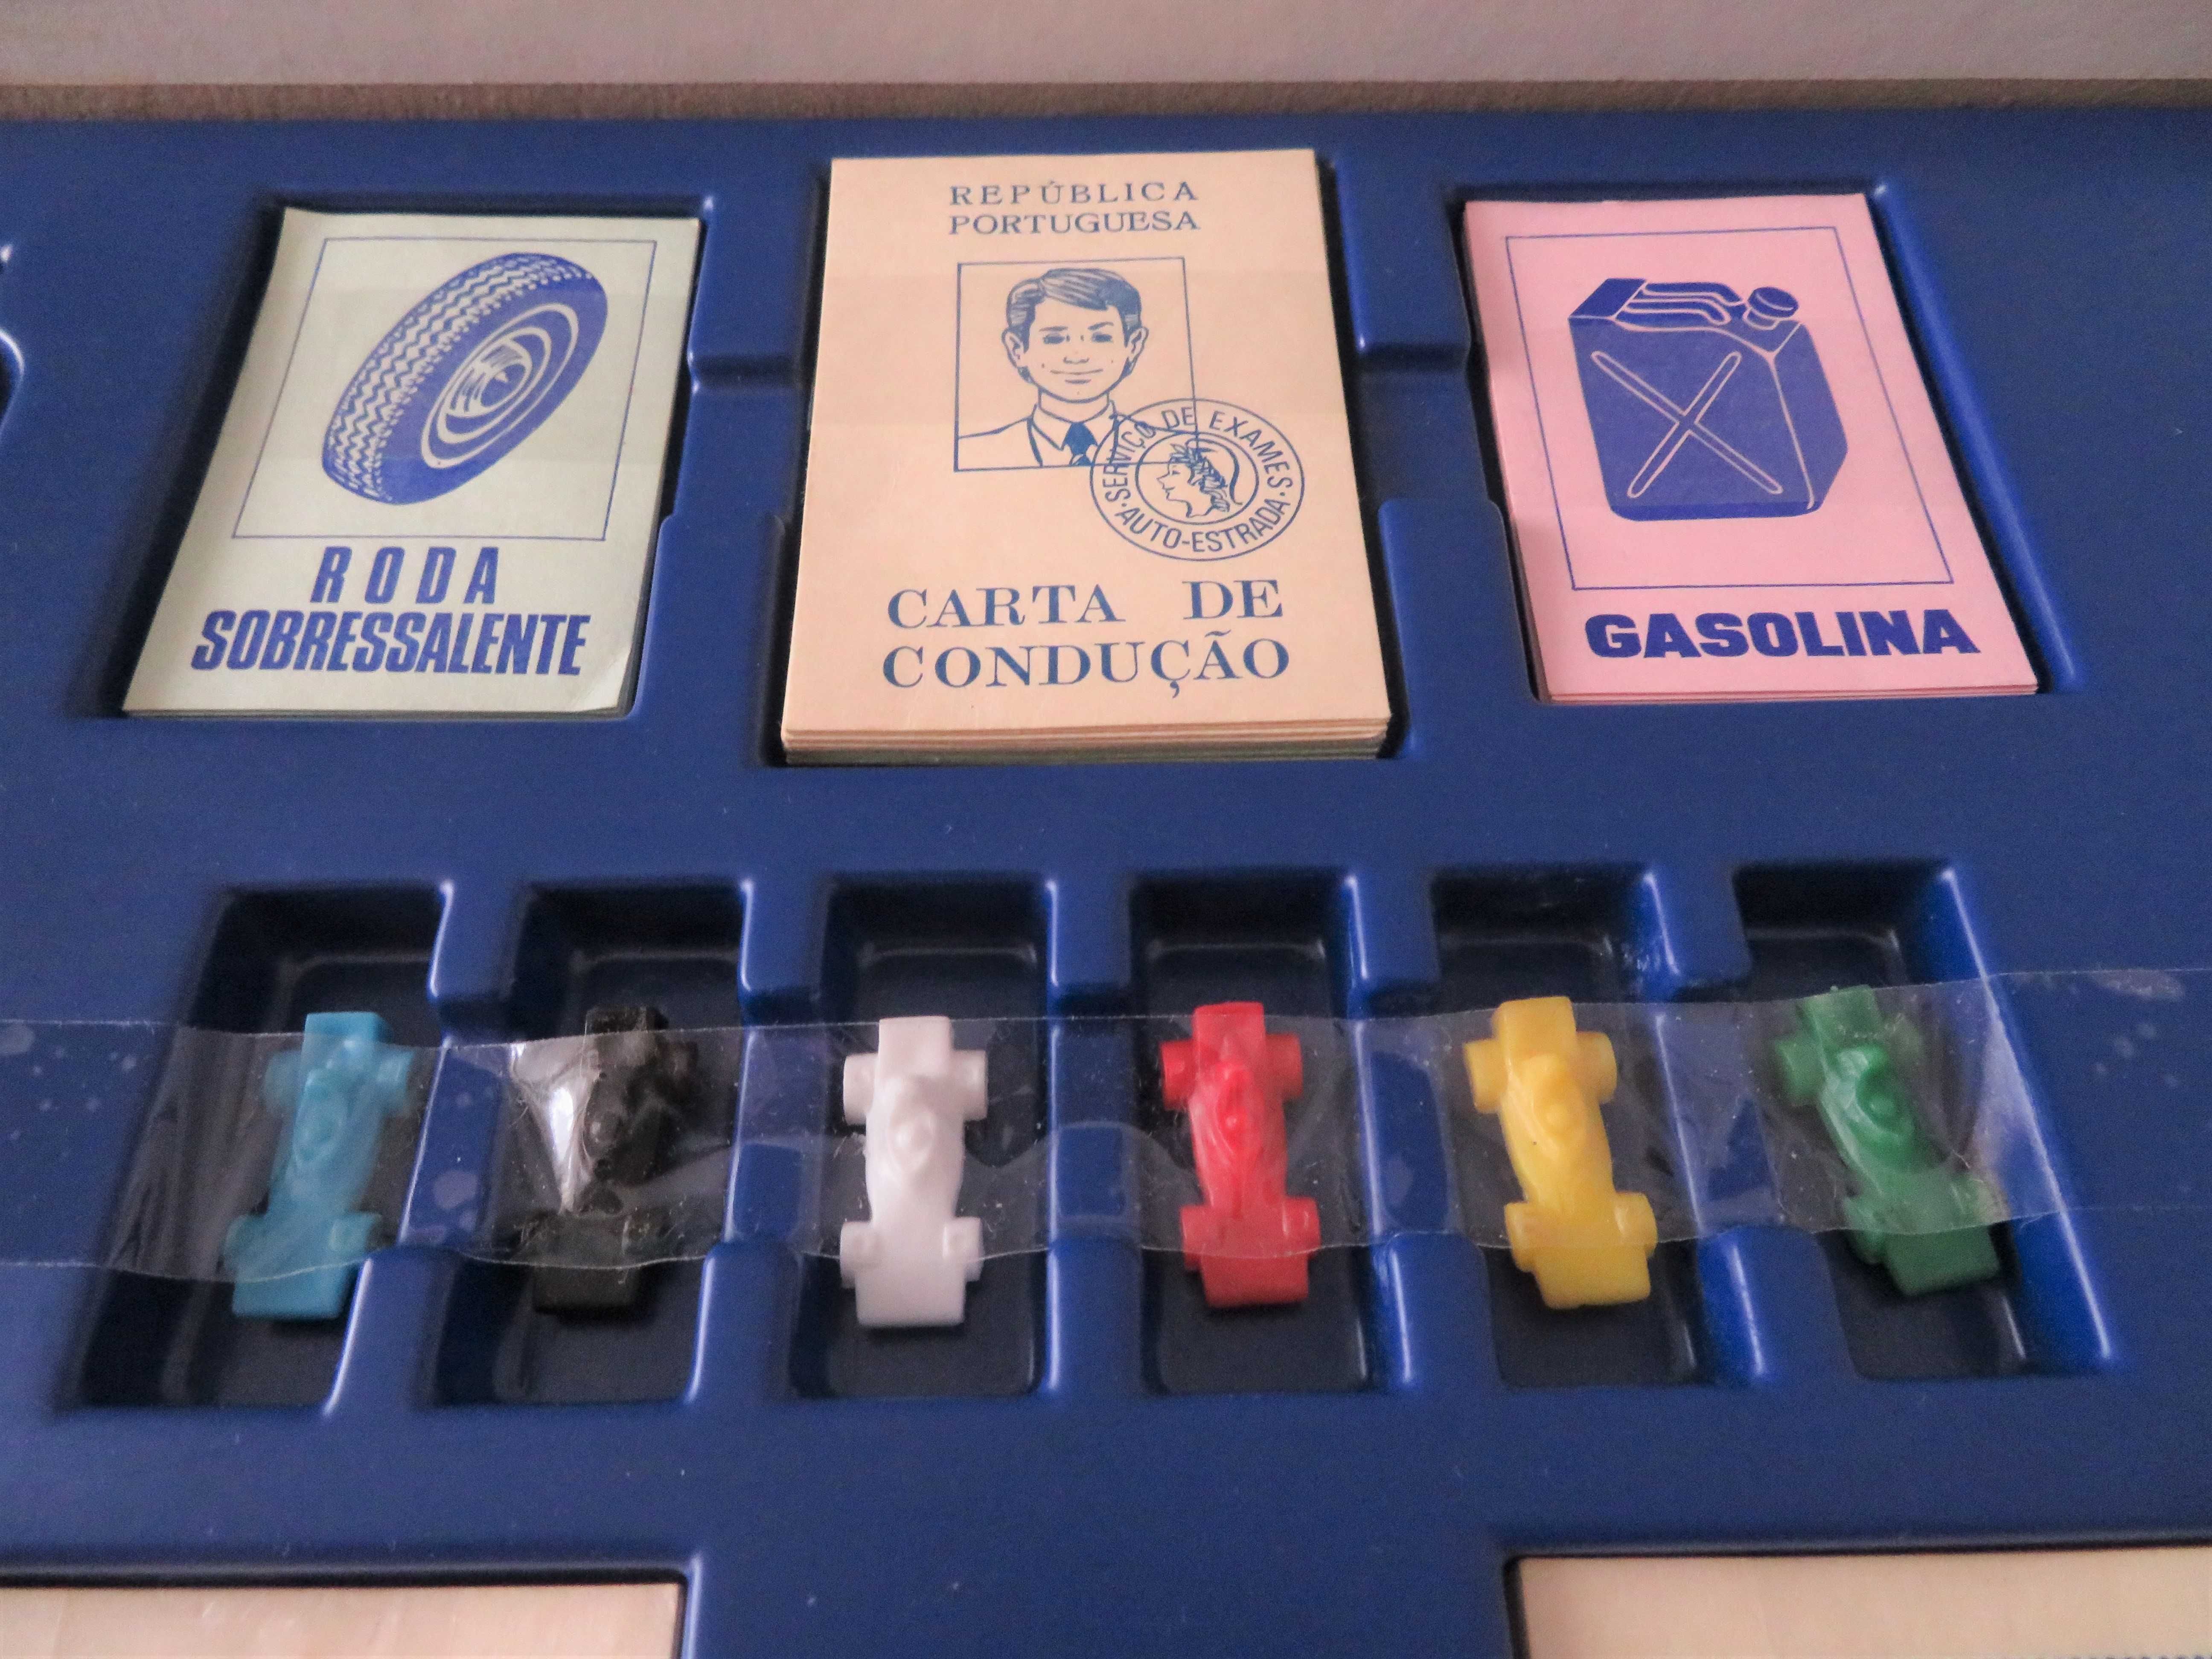 RODA
SOBRESSALENTE
REPÚBLICA
PORTUGUESA
SERVIÇO DE EXAMES
AUTO-ESTRADA
CARTA DE
CONDUÇÃO
GASOLINA